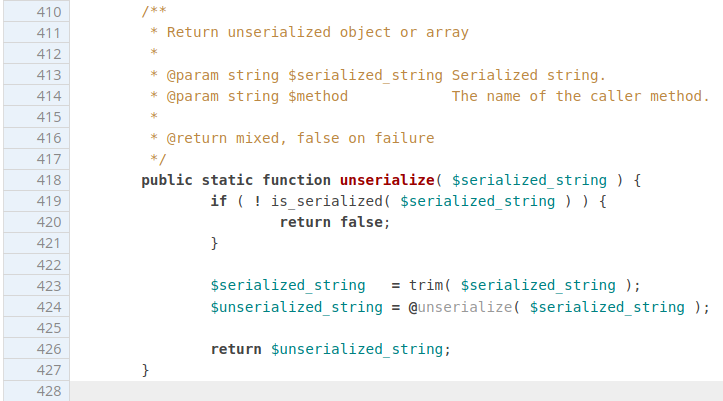 410 /**
411 * Return unserialized object or array
412 *
413 * @param string $serialized_string Serialized string.
414 * @param string $method            The name of the caller method.
415 *
416 * @return mixed, false on failure
417 */
418 public static function unserialize( $serialized_string ) {
419 if ( ! is_serialized( $serialized_string ) ) {
420 return false;
421 }
422
423 $serialized_string   = trim( $serialized_string );
424 $unserialized_string = @unserialize( $serialized_string );
425
426 return $unserialized_string;
427 }
428